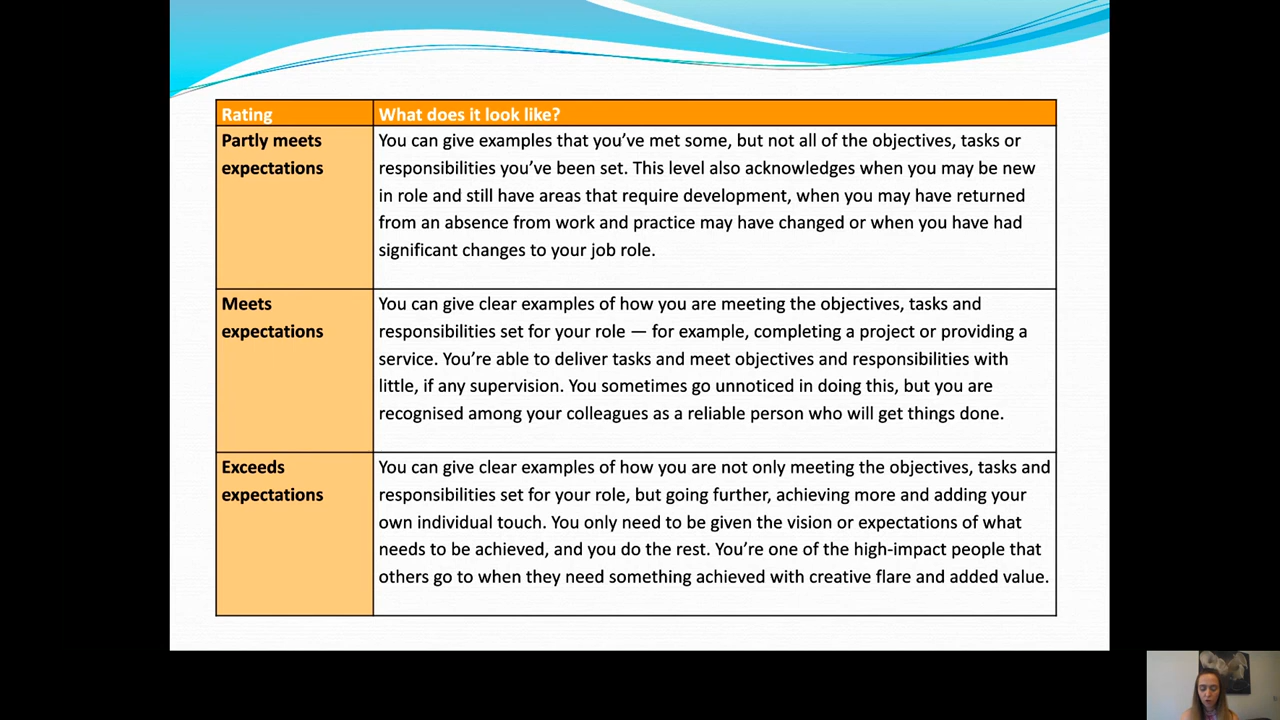 Rating
What does it look like?
Partly meets
expectations
You can give examples that you’ve met some, but not all of the objectives, tasks or
responsibilities you’ve been set. This level also acknowledges when you may be new
in role and still have areas that require development, when you may have returned
from an absence from work and practice may have changed or when you have had
significant changes to your job role.
Meets
expectations
You can give clear examples of how you are meeting the objectives, tasks and
responsibilities set for your role — for example, completing a project or providing a
service. You’re able to deliver tasks and meet objectives and responsibilities with
little, if any supervision. You sometimes go unnoticed in doing this, but you are
recognised among your colleagues as a reliable person who will get things done.
Exceeds
expectations
You can give clear examples of how you are not only meeting the objectives, tasks and
responsibilities set for your role, but going further, achieving more and adding your
own individual touch. You only need to be given the vision or expectations of what
needs to be achieved, and you do the rest. You’re one of the high-impact people that
others go to when they need something achieved with creative flare and added value.